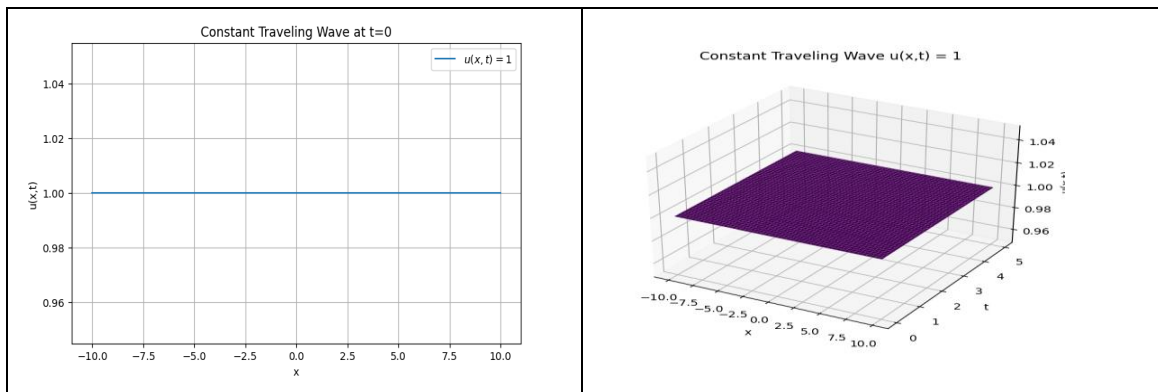 Constant Traveling Wave at t=0
u(x, t) = 1
1.04
1.02
1.00
0.98
0.96
u(x,t)
−10.0 −7.5 −5.0 −2.5 0.0 2.5 5.0 7.5 10.0
x
Constant Traveling Wave u(x,t) = 1
1.04
1.02
1.00
0.98
0.96
−10.0 −7.5 −5.0 −2.5 0.0 2.5 5.0 7.5 10.0
x
0 1 2 3 4 5
t